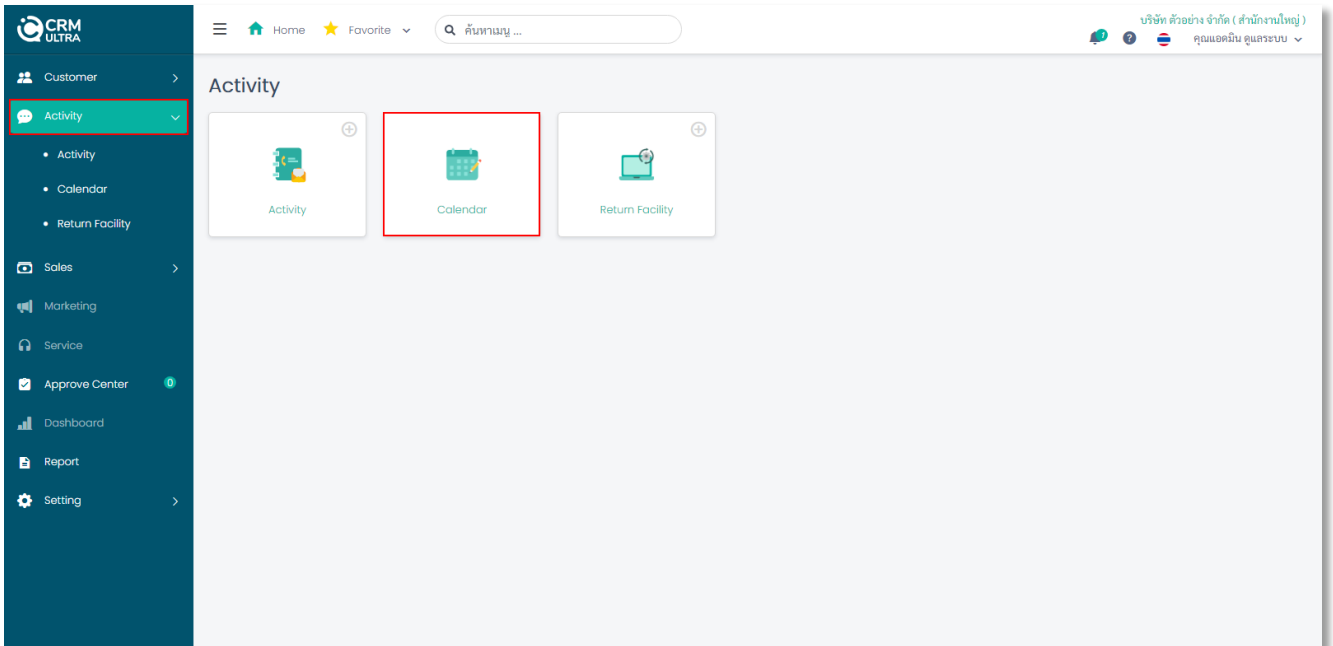 CRM
ULTRA
Home
Favorite
ค้นหาเมนู ...
บริษัท ตัวอย่าง จำกัด ( สำนักงานใหญ่ )
คุณแอดมิน ดูแลระบบ
Customer
Activity
Activity
Calendar
Return Facility
Sales
Marketing
Service
Approve Center 0
Dashboard
Report
Setting
Activity
Activity
Calendar
Return Facility